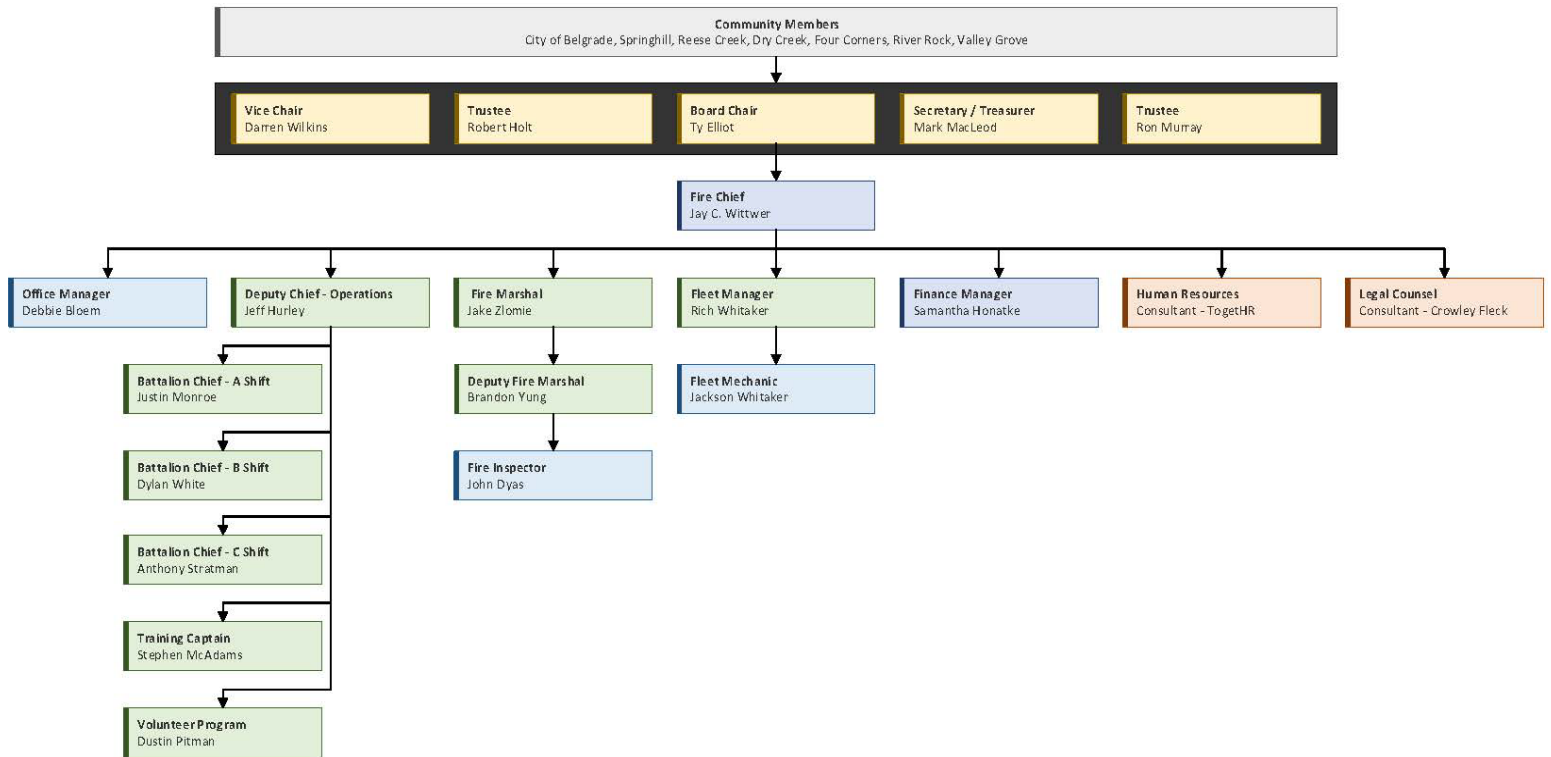 Community Members
City of Belgrade, Springhill, Reese Creek, Dry Creek, Four Corners, River Rock, Valley Grove
Vice Chair
Darren Wilkins
Trustee
Robert Holt
Board Chair
Ty Elliot
Secretary / Treasurer
Mark MacLeod
Trustee
Ron Murray
Fire Chief
Jay C. Wittwer
Office Manager
Debbie Bloem
Deputy Chief - Operations
Jeff Hurley
Fire Marshal
Jake Zlomie
Fleet Manager
Rich Whitaker
Finance Manager
Samantha Honatke
Human Resources
Consultant - TogetHR
Legal Counsel
Consultant - Crowley Fleck
Battalion Chief - A Shift
Justin Monroe
Deputy Fire Marshal
Brandon Yung
Fleet Mechanic
Jackson Whitaker
Battalion Chief - B Shift
Dylan White
Fire Inspector
John Dyas
Battalion Chief - C Shift
Anthony Stratman
Training Captain
Stephen McAdams
Volunteer Program
Dustin Pitman